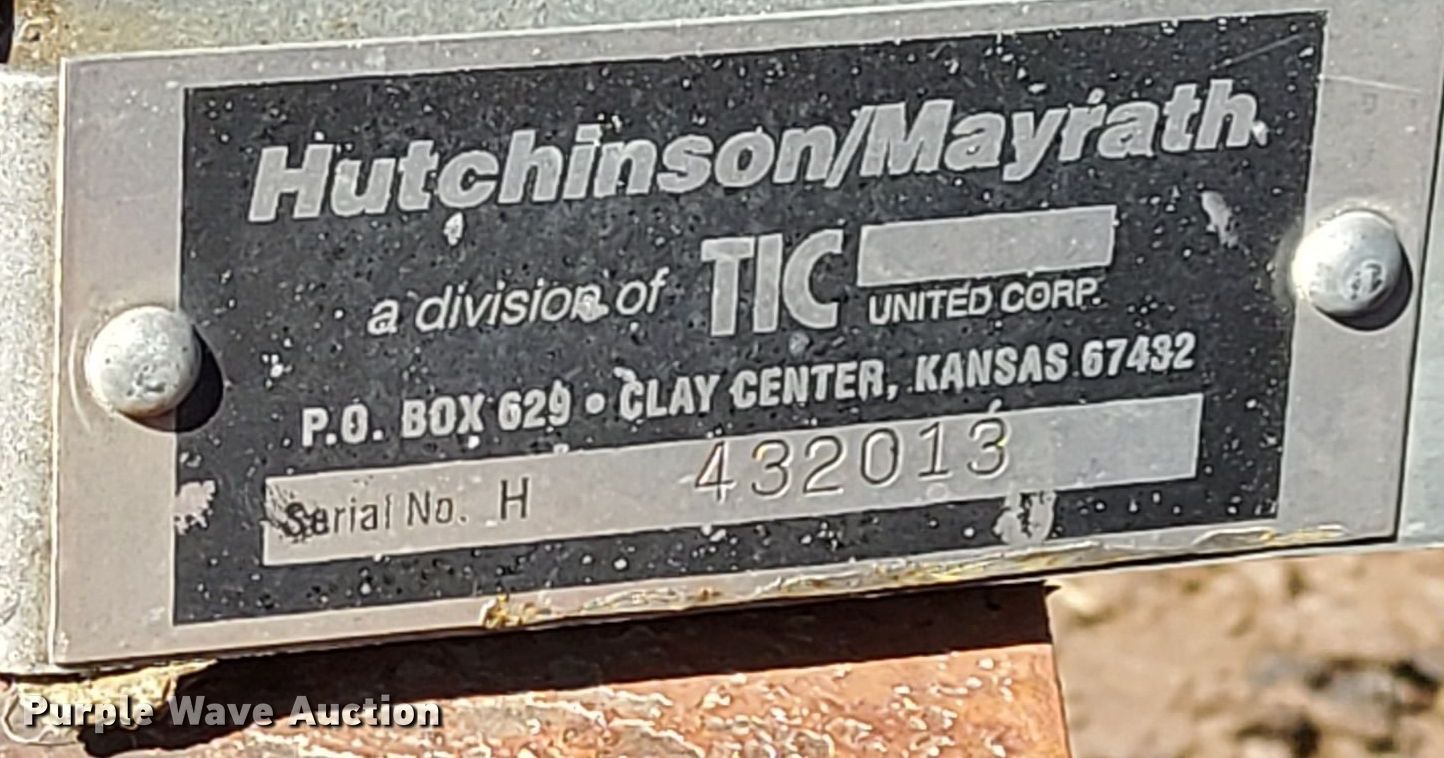 Hutchinson/Mayrath
a division of TIC UNITED CORP.
P.O. BOX 629 • CLAY CENTER, KANSAS 67432
Serial No. H 432013
Purple Wave Auction